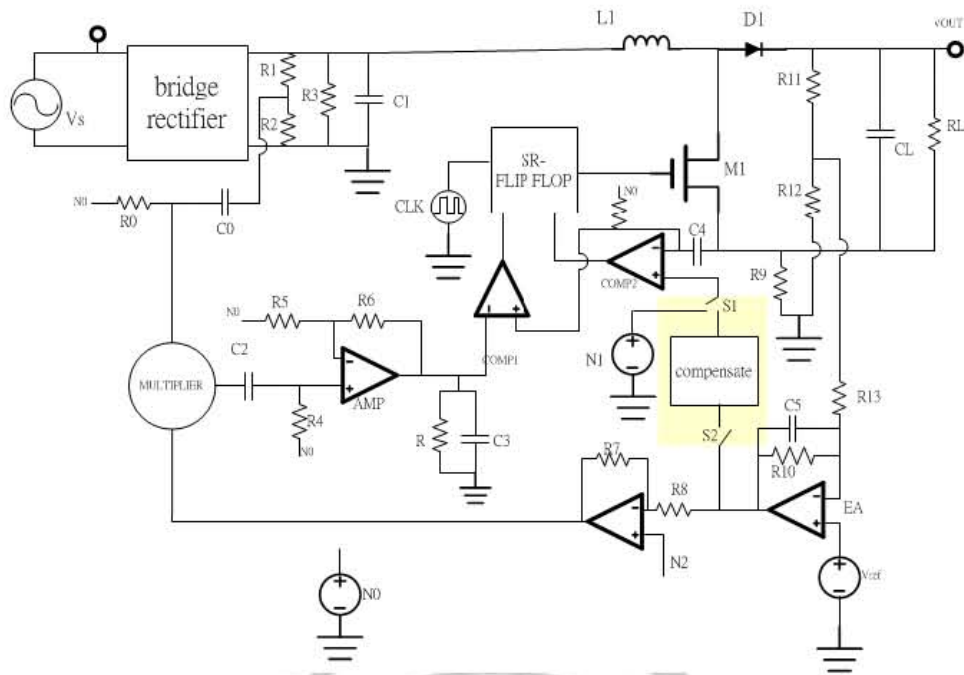 L1
D1
vOUT
Vs
bridge
rectifier
R1
R2
R3
C1
R11
CL
RL
SR-
FLIP FLOP
M1
CLK
N0
R12
N0
R0
C0
C4
COMP2
R9
S1
R5
R6
N0
C2
COMP1
N1
compensate
MULTIPLIER
AMP
R4
N0
R
C3
R13
S2
C5
R10
R7
R8
EA
N2
Vref
N0